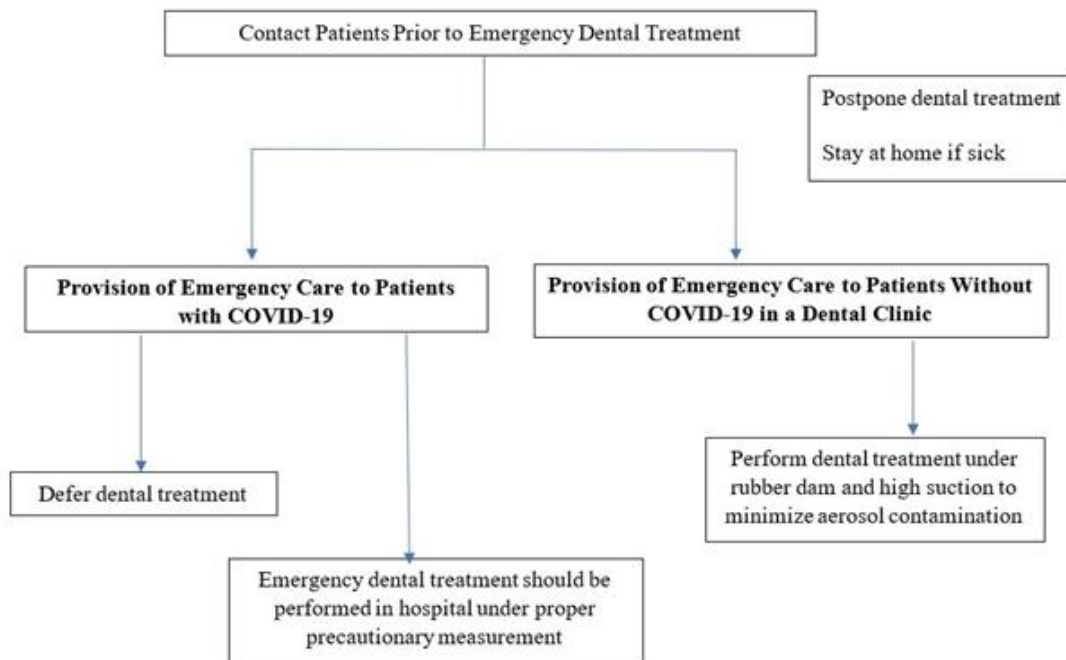 Contact Patients Prior to Emergency Dental Treatment
Postpone dental treatment
Stay at home if sick
Provision of Emergency Care to Patients
with COVID-19
Provision of Emergency Care to Patients Without
COVID-19 in a Dental Clinic
Defer dental treatment
Perform dental treatment under
rubber dam and high suction to
minimize aerosol contamination
Emergency dental treatment should be
performed in hospital under proper
precautionary measurement